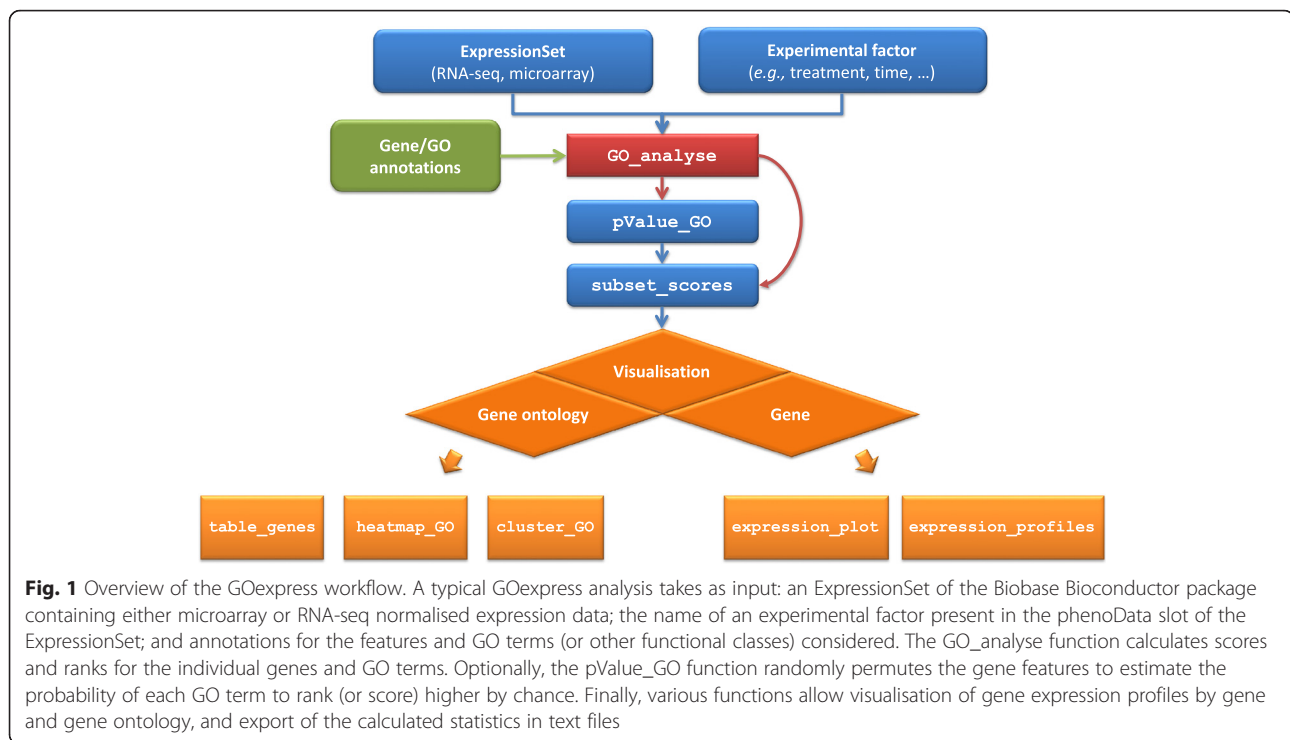 ExpressionSet
(RNA-seq, microarray)
Experimental factor
(e.g., treatment, time, ...)
Gene/GO
annotations
GO_analyse
pValue_GO
subset_scores
Visualisation
Gene ontology
Gene
table_genes
heatmap_GO
cluster_GO
expression_plot
expression_profiles
Fig. 1 Overview of the GOexpress workflow. A typical GOexpress analysis takes as input: an ExpressionSet of the Biobase Bioconductor package
containing either microarray or RNA-seq normalised expression data; the name of an experimental factor present in the phenoData slot of the
ExpressionSet; and annotations for the features and GO terms (or other functional classes) considered. The GO_analyse function calculates scores
and ranks for the individual genes and GO terms. Optionally, the pValue_GO function randomly permutes the gene features to estimate the
probability of each GO term to rank (or score) higher by chance. Finally, various functions allow visualisation of gene expression profiles by gene
and gene ontology, and export of the calculated statistics in text files